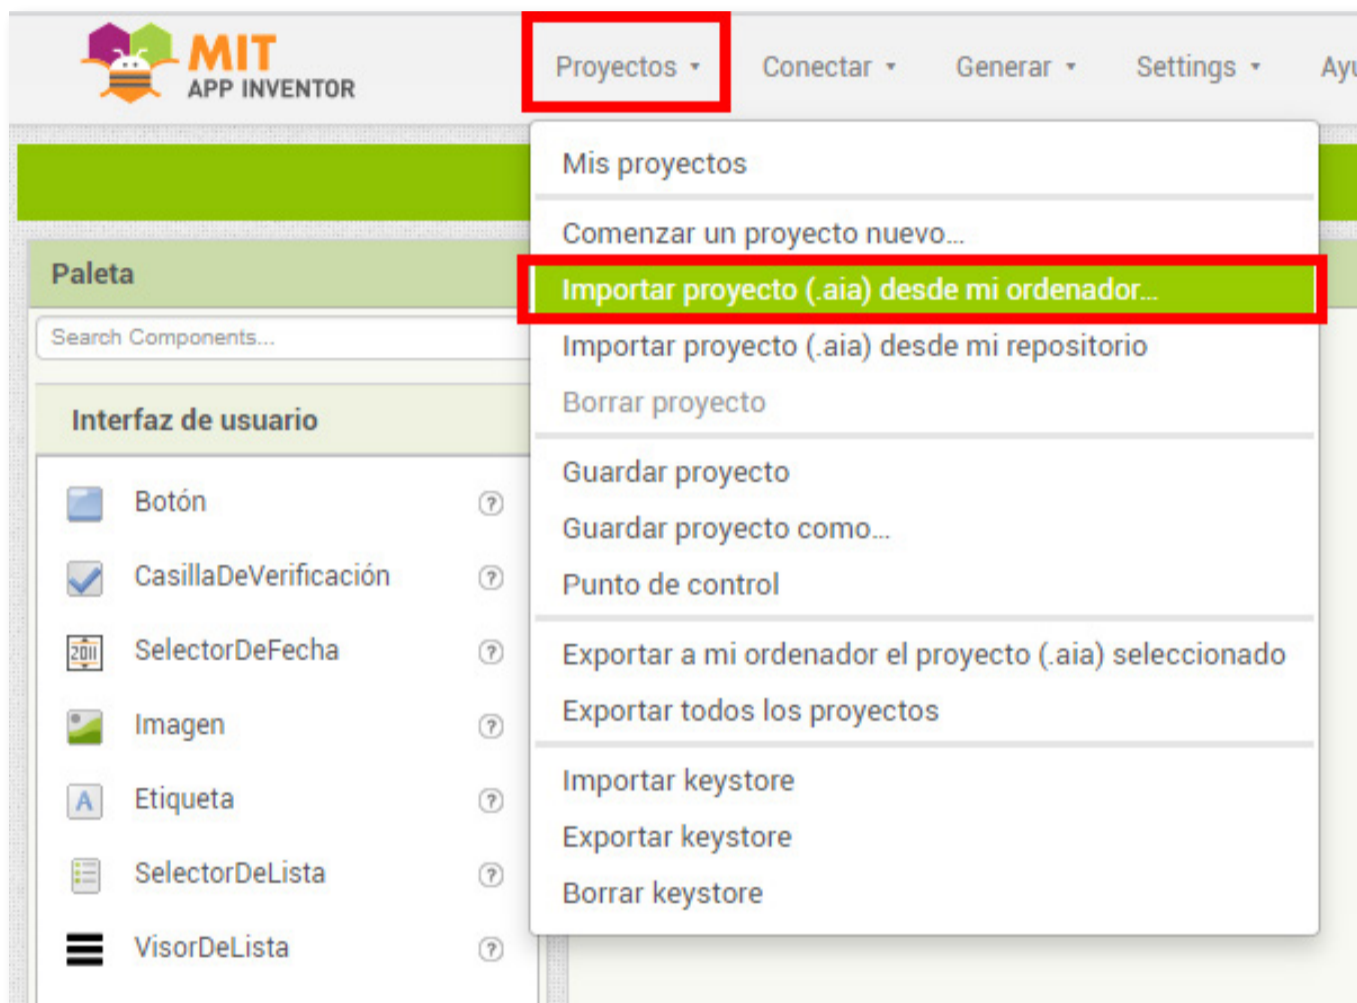 MIT
APP INVENTOR
Proyectos
Conectar
Generar
Settings
Mis proyectos
Comenzar un proyecto nuevo...
Importar proyecto (.aia) desde mi ordenador...
Importar proyecto (.aia) desde mi repositorio
Borrar proyecto
Guardar proyecto
Guardar proyecto como...
Punto de control
Exportar a mi ordenador el proyecto (.aia) seleccionado
Exportar todos los proyectos
Importar keystore
Exportar keystore
Borrar keystore
Paleta
Search Components...
Interfaz de usuario
Botón ?
CasillaDeVerificación ?
2011 SelectorDeFecha ?
Imagen ?
A Etiqueta ?
SelectorDeLista ?
VisorDeLista ?